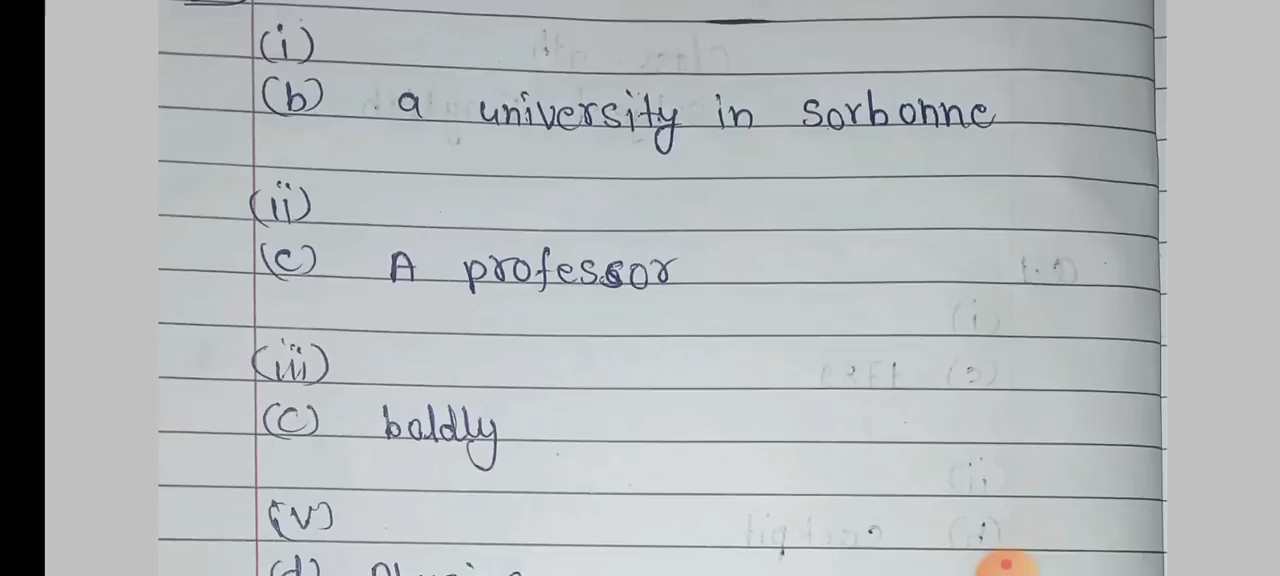 (i)
(b) a university in sorbonne
(ii)
(c) A professor
(iii)
(c) boldly
(v)
(d)